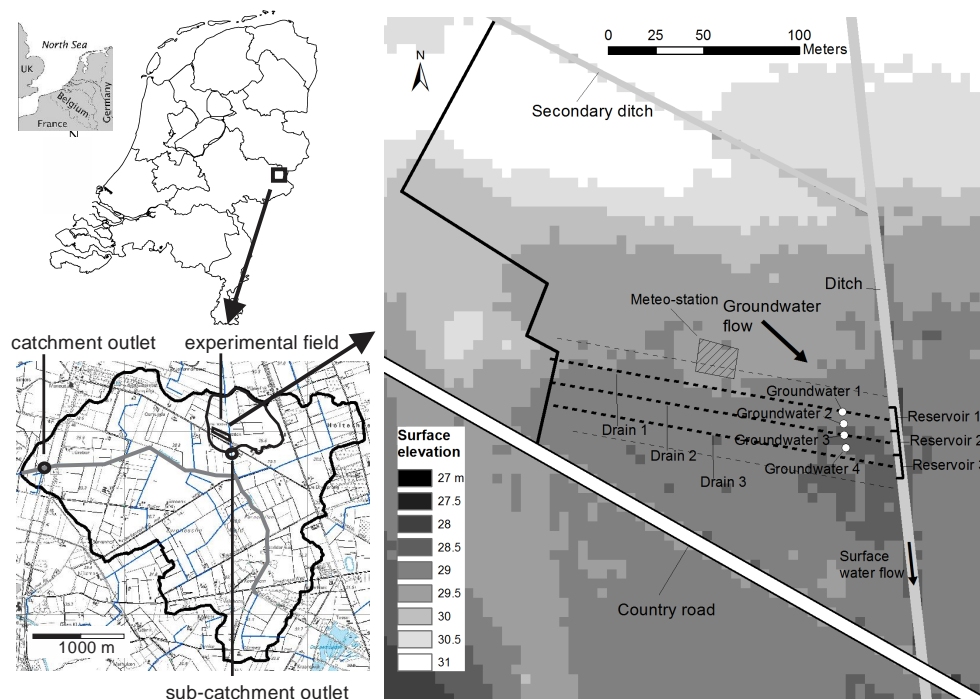 North Sea
UK
Belgium
Germany
France
N
catchment outlet
experimental field
1000 m
sub-catchment outlet
0 25 50 100
Meters
N
Secondary ditch
Ditch
Meteo-station
Groundwater
flow
Groundwater 1
Groundwater 2
Groundwater 3
Groundwater 4
Reservoir 1
Reservoir 2
Reservoir 3
Drain 1
Drain 2
Drain 3
Surface
water flow
Country road
Surface
elevation
27 m
27.5
28
28.5
29
29.5
30
30.5
31